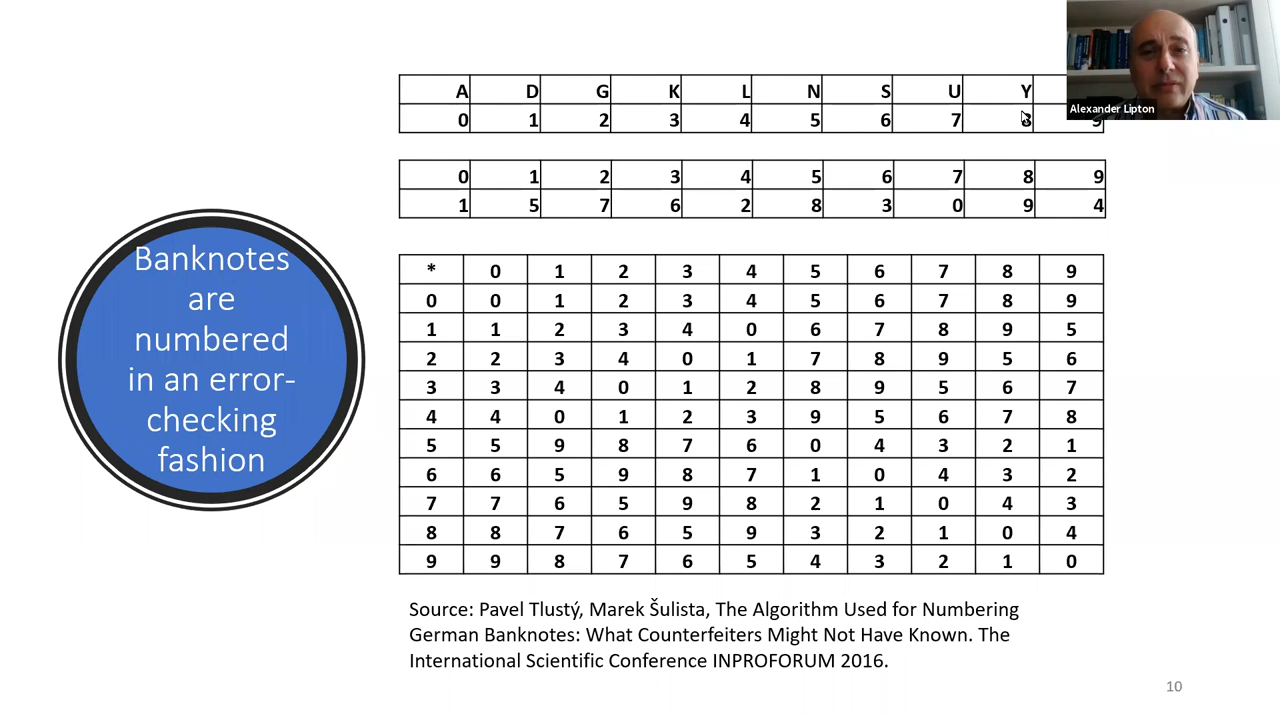 Alexander Lipton
A D G K L N S U Y
0 1 2 3 4 5 6 7 8 9
0 1 2 3 4 5 6 7 8 9
1 5 7 6 2 8 3 0 9 4
Banknotes
are
numbered
in an error-
checking
fashion
* 0 1 2 3 4 5 6 7 8 9
0 0 1 2 3 4 5 6 7 8 9
1 1 2 3 4 0 6 7 8 9 5
2 2 3 4 0 1 7 8 9 5 6
3 3 4 0 1 2 8 9 5 6 7
4 4 0 1 2 3 9 5 6 7 8
5 5 9 8 7 6 0 4 3 2 1
6 6 5 9 8 7 1 0 4 3 2
7 7 6 5 9 8 2 1 0 4 3
8 8 7 6 5 9 3 2 1 0 4
9 9 8 7 6 5 4 3 2 1 0
Source: Pavel Tlustý, Marek Šulista, The Algorithm Used for Numbering
German Banknotes: What Counterfeiters Might Not Have Known. The
International Scientific Conference INPROFORUM 2016.
10